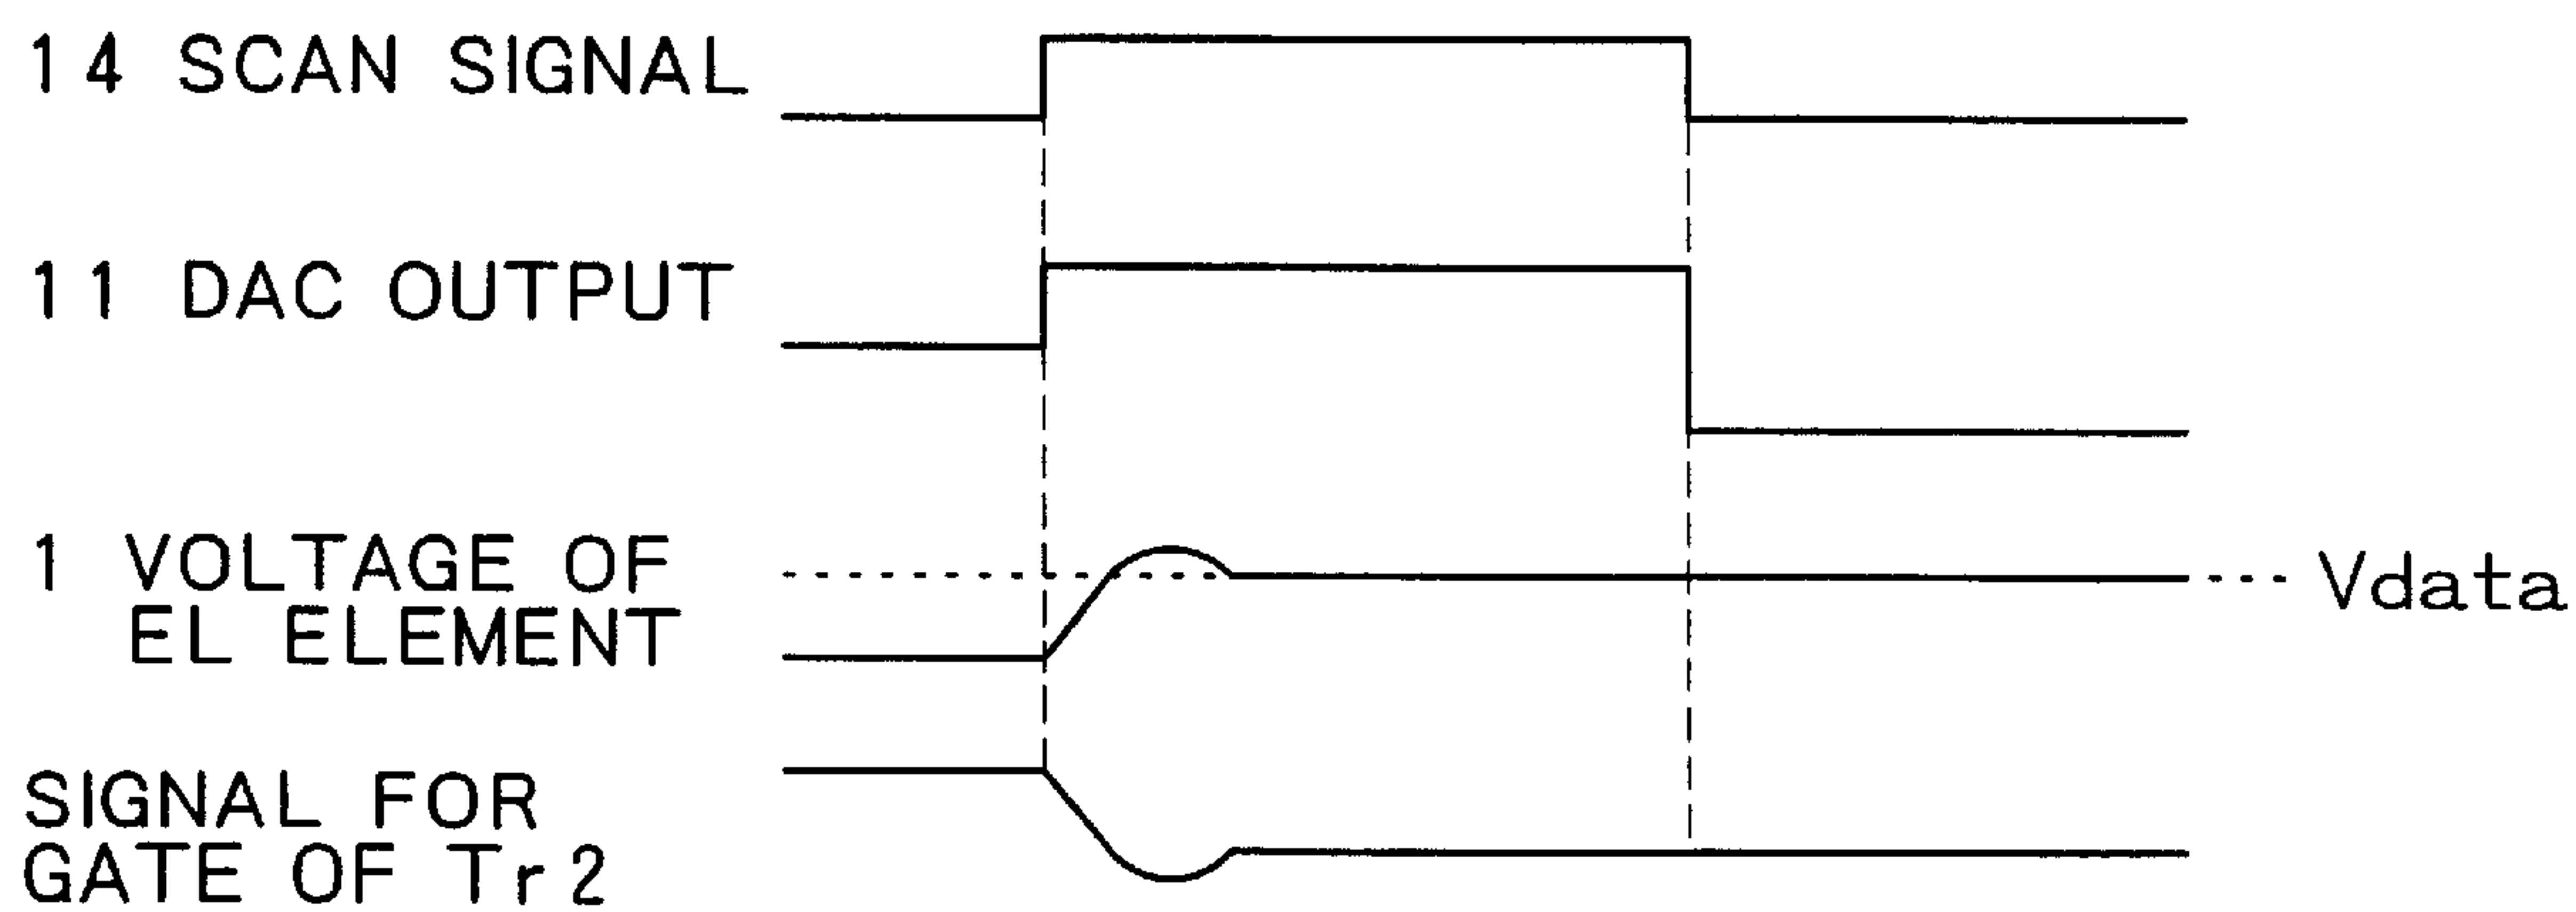 14 SCAN SIGNAL
11 DAC OUTPUT
1 VOLTAGE OF
EL ELEMENT
Vdata
SIGNAL FOR
GATE OF Tr2